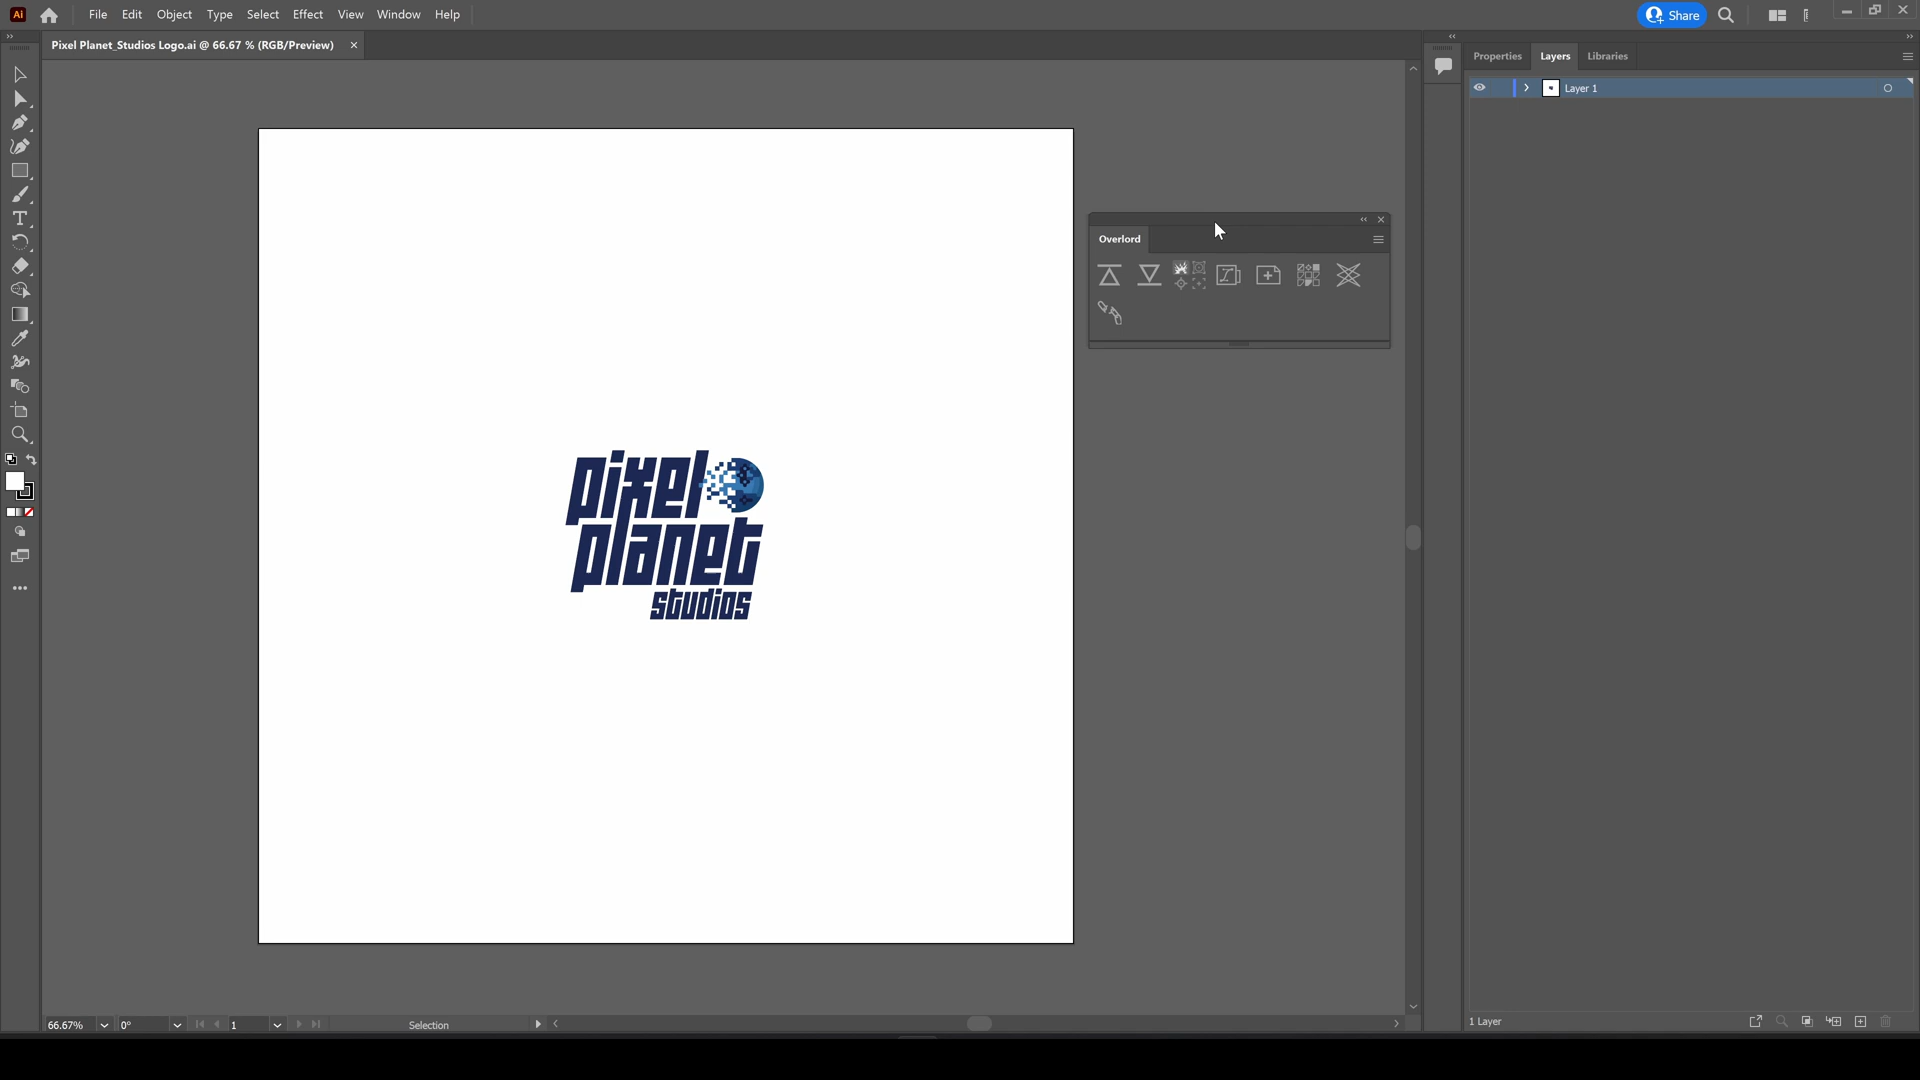 Ai File Edit Object Type Select Effect View Window Help Share
Pixel Planet_Studios Logo.ai @ 66.67 % (RGB/Preview)
Properties Layers Libraries
Layer 1
Overlord
pixel
planet
studios
66.67% 0° 1 Selection
1 Layer